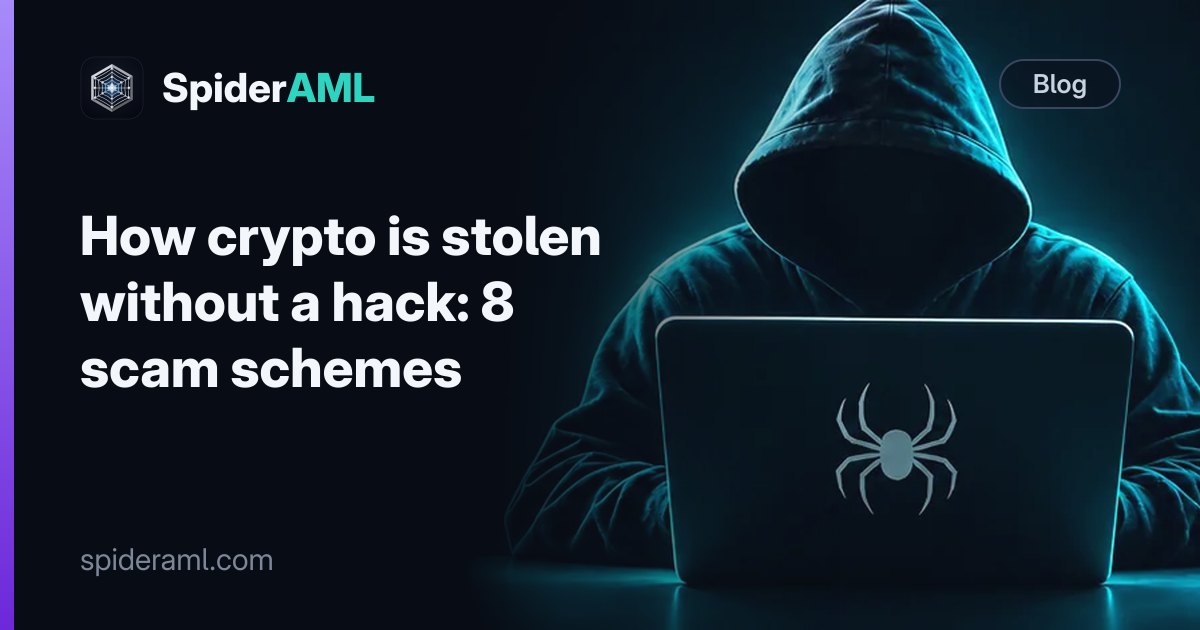 SpiderAML
Blog
How crypto is stolen
without a hack: 8
scam schemes
spideraml.com